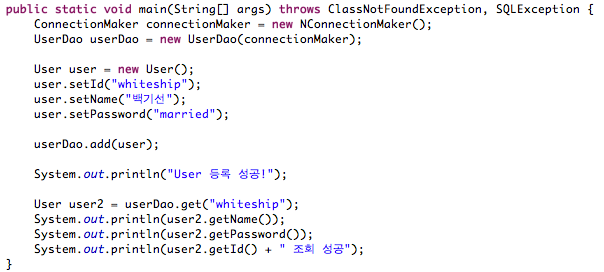 public static void main(String[] args) throws ClassNotFoundException, SQLException {
ConnectionMaker connectionMaker = new NConnectionMaker();
UserDao userDao = new UserDao(connectionMaker);
User user = new User();
user.setId("whiteship");
user.setName("백기선");
user.setPassword("married");
userDao.add(user);
System.out.println("User 등록 성공!");
User user2 = userDao.get("whiteship");
System.out.println(user2.getName());
System.out.println(user2.getPassword());
System.out.println(user2.getId() + " 조회 성공");
}